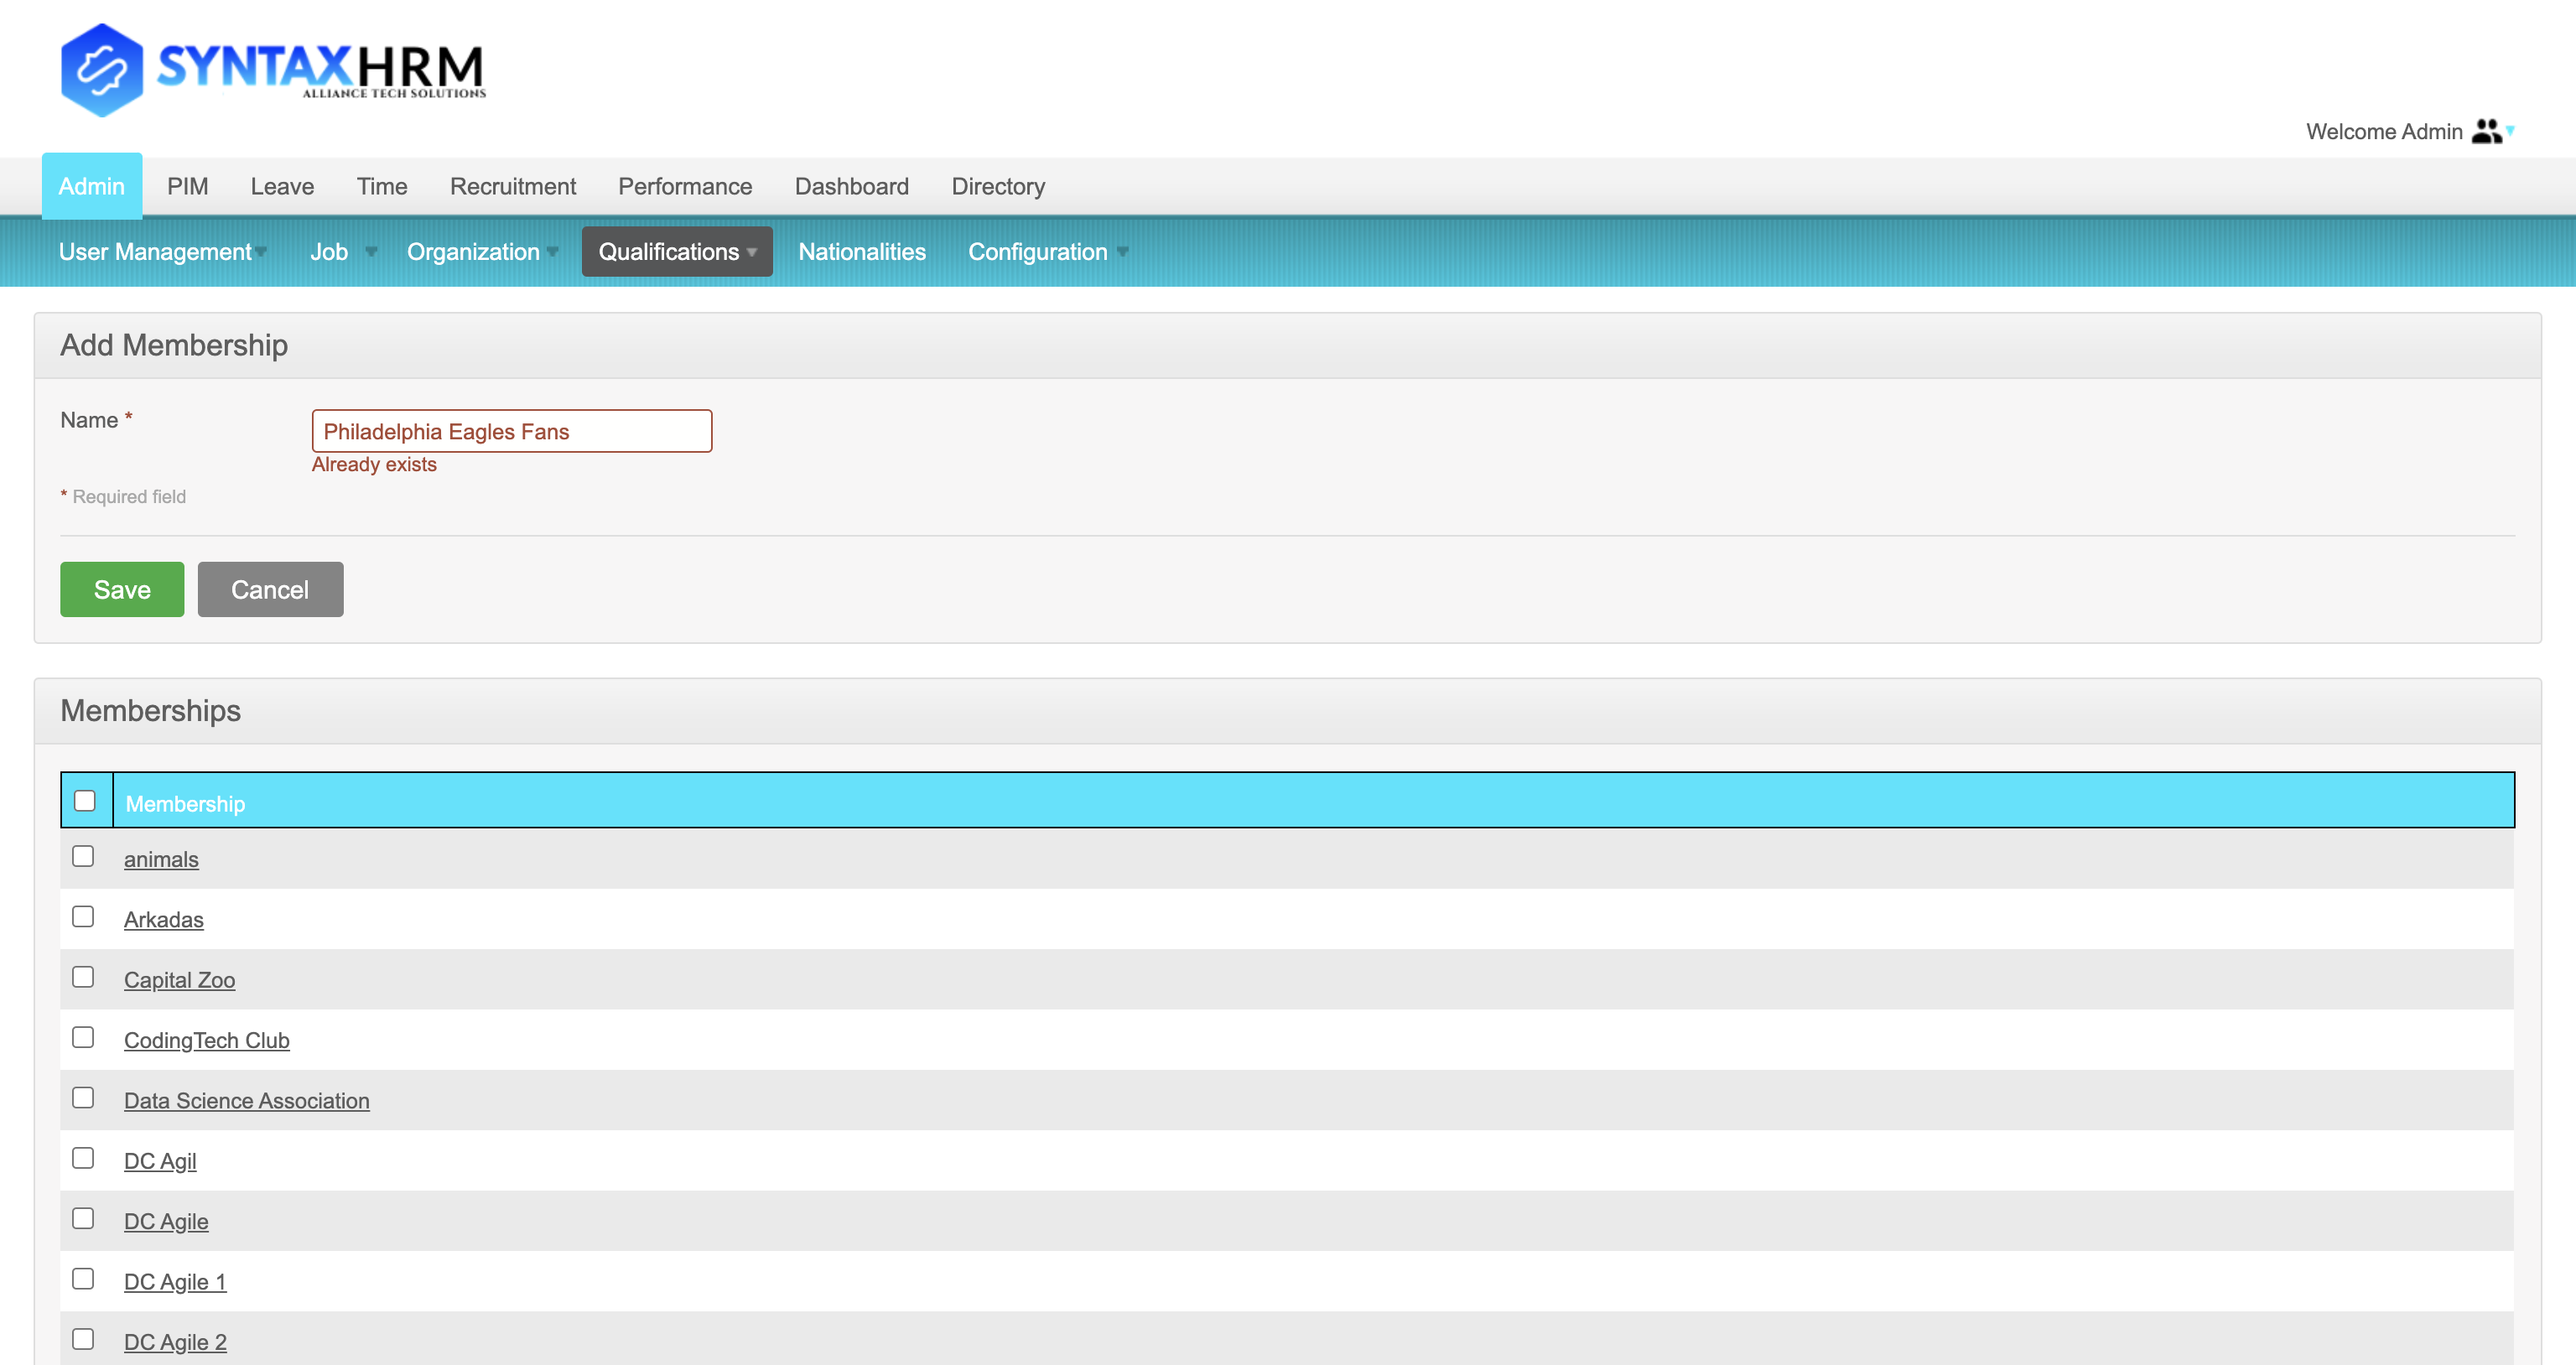 SYNTAXHRM
ALLIANCE TECH SOLUTIONS
Welcome Admin
Admin PIM Leave Time Recruitment Performance Dashboard Directory
User Management Job Organization Qualifications Nationalities Configuration
Add Membership
Name * Philadelphia Eagles Fans
Already exists
* Required field
Save Cancel
Memberships
Membership
animals
Arkadas
Capital Zoo
CodingTech Club
Data Science Association
DC Agil
DC Agile
DC Agile 1
DC Agile 2